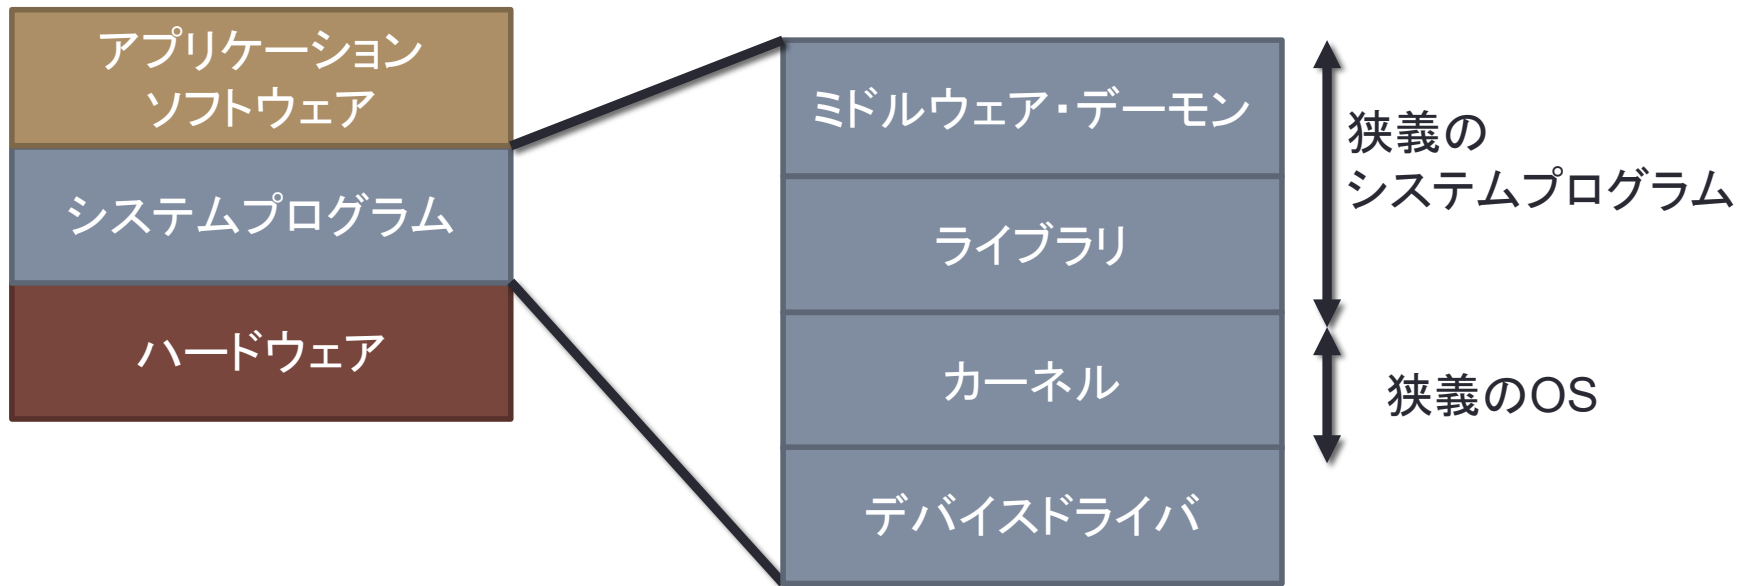 アプリケーション
ソフトウェア
システムプログラム
ハードウェア
ミドルウェア・デーモン
ライブラリ
カーネル
デバイスドライバ
狭義の
システムプログラム
狭義のOS